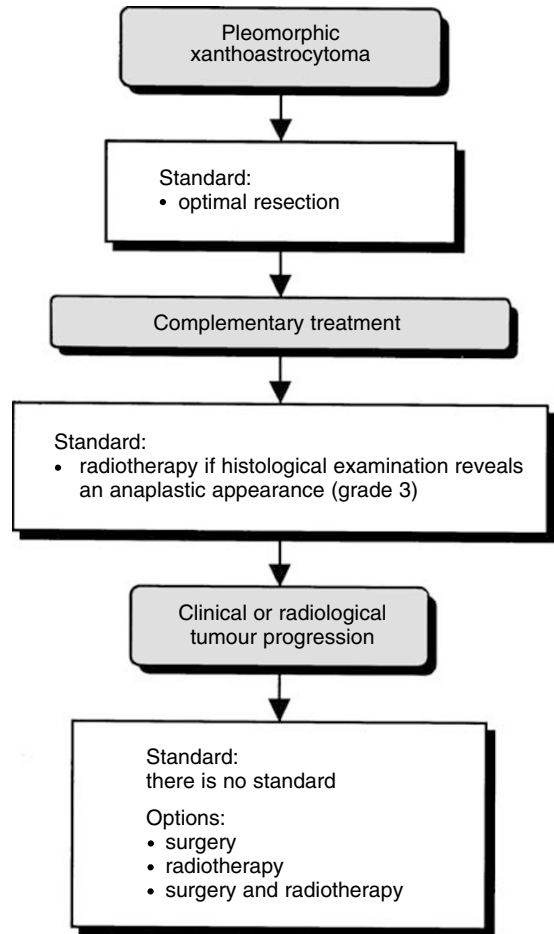 Pleomorphic
xanthoastrocytoma
Standard:
• optimal resection
Complementary treatment
Standard:
• radiotherapy if histological examination reveals
an anaplastic appearance (grade 3)
Clinical or radiological
tumour progression
Standard:
there is no standard
Options:
• surgery
• radiotherapy
• surgery and radiotherapy